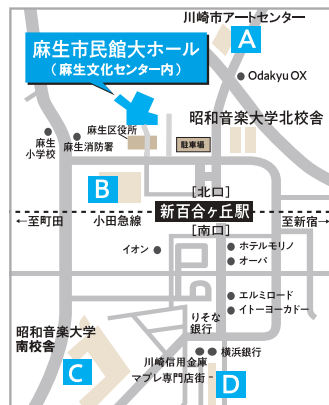 川崎市アートセンター
A
麻生市民館大ホール
（麻生文化センター内）
Odakyu OX
昭和音楽大学北校舎
麻生区役所
麻生
小学校
麻生消防署
駐車場
B
[北口]
←至町田
小田急線
新百合ヶ丘駅
至新宿→
[南口]
イオン
ホテルモリノ
オーパ
エルミロード
イトーヨーカドー
りそな
銀行
昭和音楽大学
南校舎
C
横浜銀行
川崎信用金庫
マプレ専門店街
D